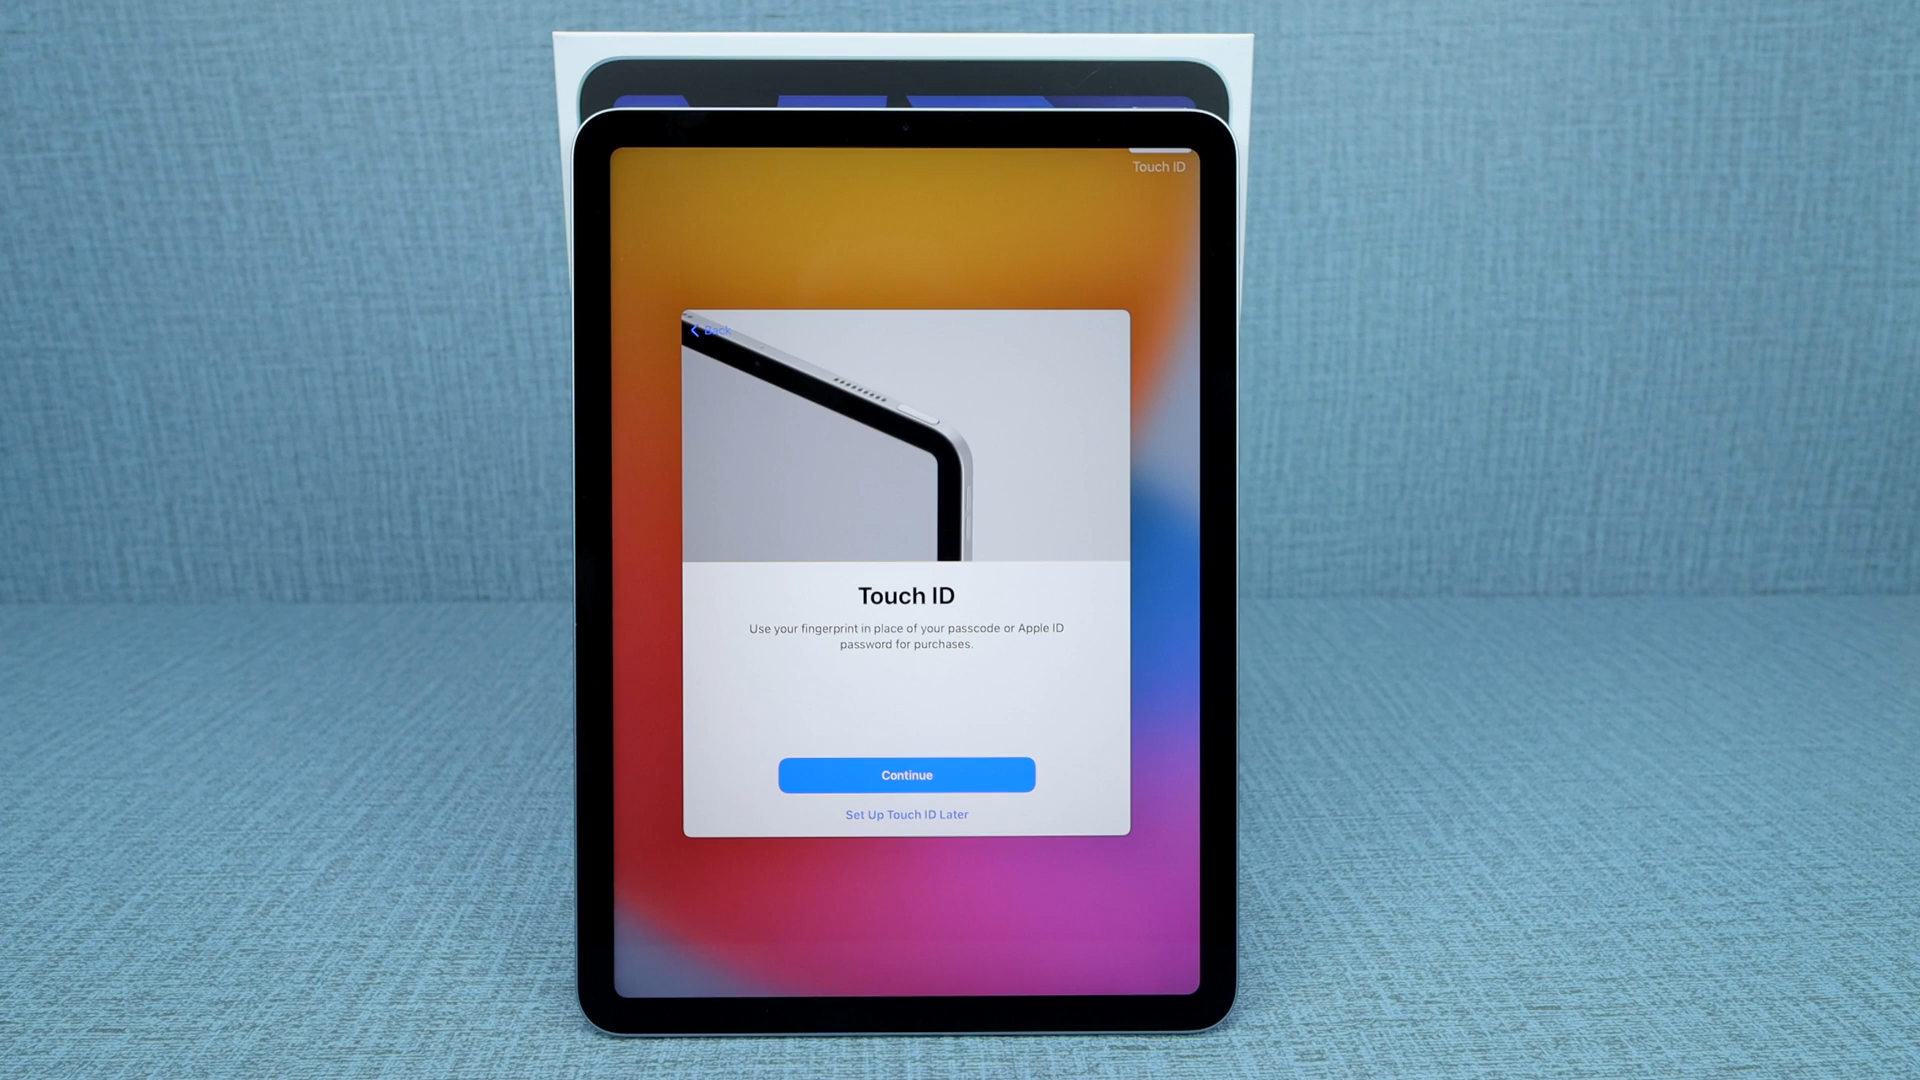 Touch ID
Back
Touch ID
Use your fingerprint in place of your passcode or Apple ID
password for purchases.
Continue
Set Up Touch ID Later